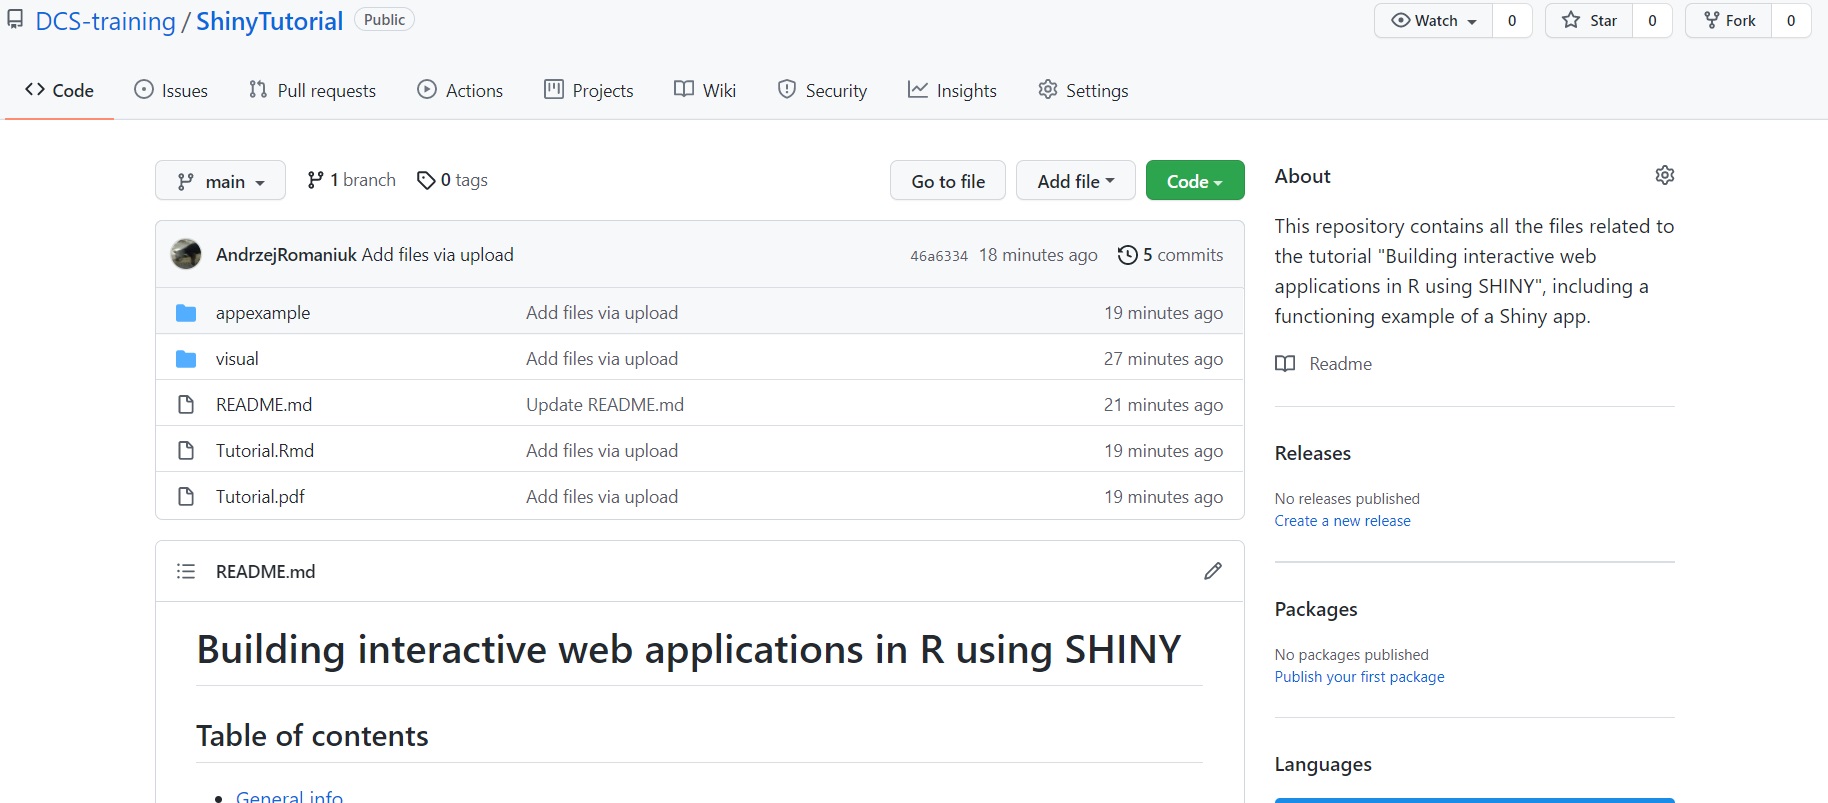 DCS-training / ShinyTutorial Public
Watch 0 Star 0 Fork 0
Code Issues Pull requests Actions Projects Wiki Security Insights Settings
main 1 branch 0 tags Go to file Add file Code
AndrzejRomaniuk Add files via upload 46a6334 18 minutes ago 5 commits
appexample Add files via upload 19 minutes ago
visual Add files via upload 27 minutes ago
README.md Update README.md 21 minutes ago
Tutorial.Rmd Add files via upload 19 minutes ago
Tutorial.pdf Add files via upload 19 minutes ago
README.md
Building interactive web applications in R using SHINY
Table of contents
General info
About
This repository contains all the files related to
the tutorial "Building interactive web
applications in R using SHINY", including a
functioning example of a Shiny app.
Readme
Releases
No releases published
Create a new release
Packages
No packages published
Publish your first package
Languages